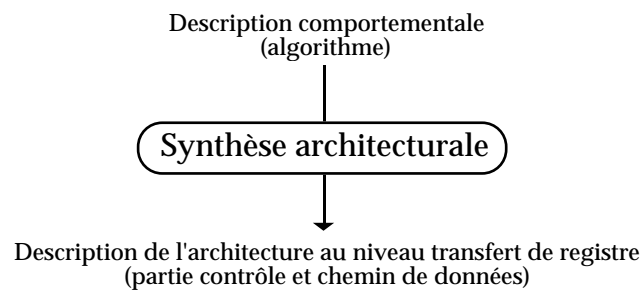 Description comportementale
(algorithme)
Synthèse architecturale
Description de l'architecture au niveau transfert de registre
(partie contrôle et chemin de données)